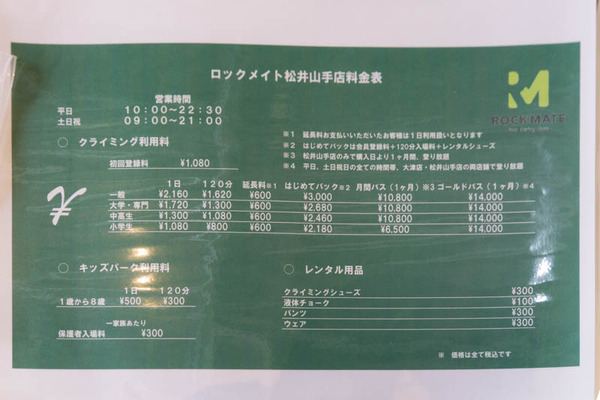 ロックメイト松井山手店料金表
ROCK MATE
営業時間
平日 10：00～22：30
土日祝 09：00～21：00
※1 延長料お支払いいただいたお客様は1日利用扱いとなります
※2 はじめてパックは会員登録料＋120分入場料＋レンタルシューズ
※3 松井山手店のみで購入日より1ヶ月間、登り放題
※4 平日、土日祝日の全ての時間帯、大津店・松井山手店の両店舗で登り放題
○ クライミング利用料
初回登録料 ¥1,080
1日 120分 延長料※1 はじめてパック※2 月間パス（1ヶ月）※3 ゴールドパス（1ヶ月）※4
一般 ¥2,160 ¥1,620 ¥600 ¥3,000 ¥10,800 ¥14,000
大学・専門 ¥1,720 ¥1,300 ¥600 ¥2,680 ¥10,800 ¥14,000
中高生 ¥1,300 ¥1,080 ¥600 ¥2,460 ¥10,800 ¥14,000
小学生 ¥1,080 ¥800 ¥600 ¥2,180 ¥6,500 ¥14,000
○ キッズパーク利用料
1日 120分
1歳から8歳 ¥500 ¥300
一家族あたり
保護者入場料 ¥300
○ レンタル用品
クライミングシューズ ¥300
液体チョーク ¥100
パンツ ¥300
ウェア ¥300
※ 価格は全て税込です